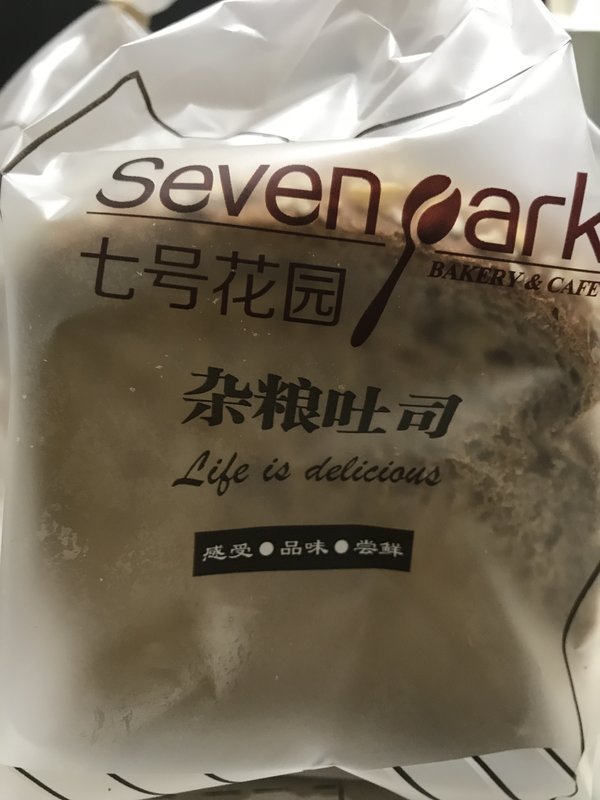 Seven Park
BAKERY & CAFE
七号花园
杂粮吐司
Life is delicious
感受●品味●尝鲜